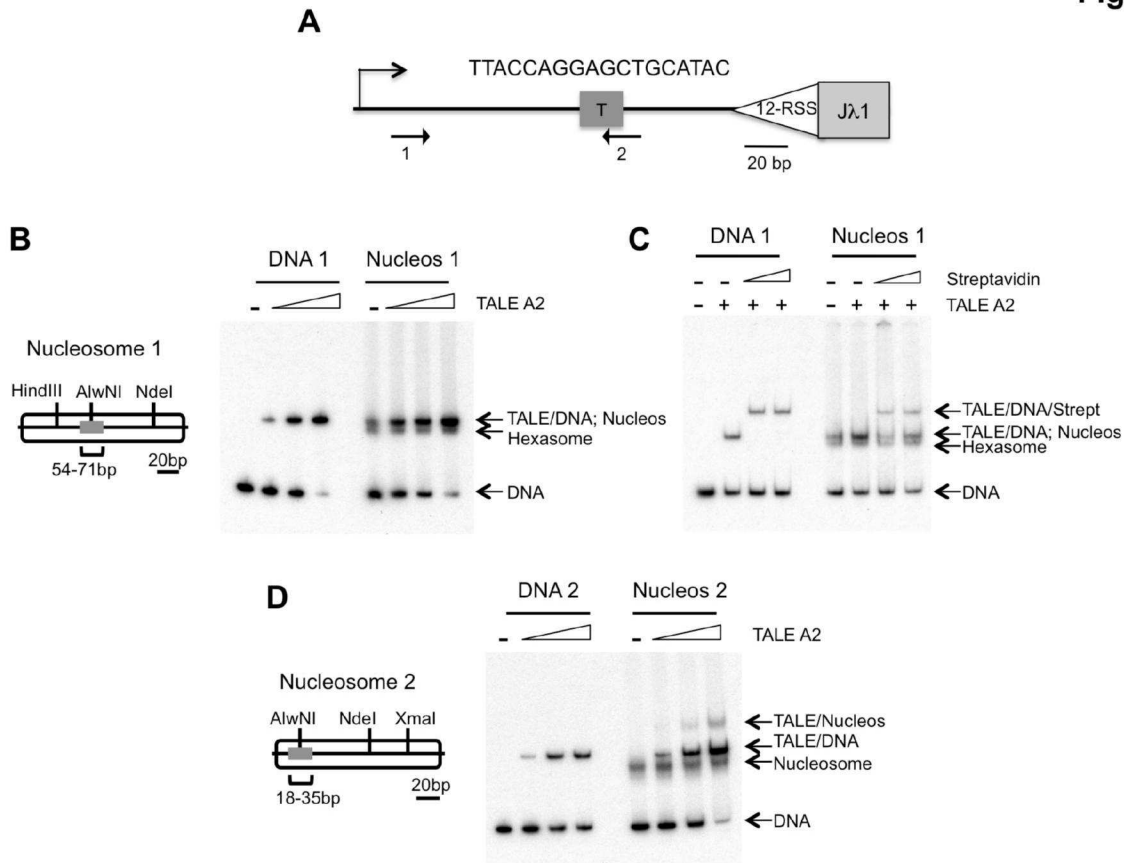 Fig
A
TTACCAGGAGCTGCATAC
T
12-RSS
Jλ1
1
2
20 bp
B
DNA 1
Nucleos 1
-
-
TALE A2
Nucleosome 1
HindIII AlwNI NdeI
54-71bp
20bp
TALE/DNA; Nucleos
Hexasome
DNA
C
DNA 1
Nucleos 1
- - - - Streptavidin
- + + + - + + + TALE A2
TALE/DNA/Strept
TALE/DNA; Nucleos
Hexasome
DNA
D
DNA 2
Nucleos 2
-
-
TALE A2
Nucleosome 2
AlwNI NdeI XmaI
18-35bp
20bp
TALE/Nucleos
TALE/DNA
Nucleosome
DNA